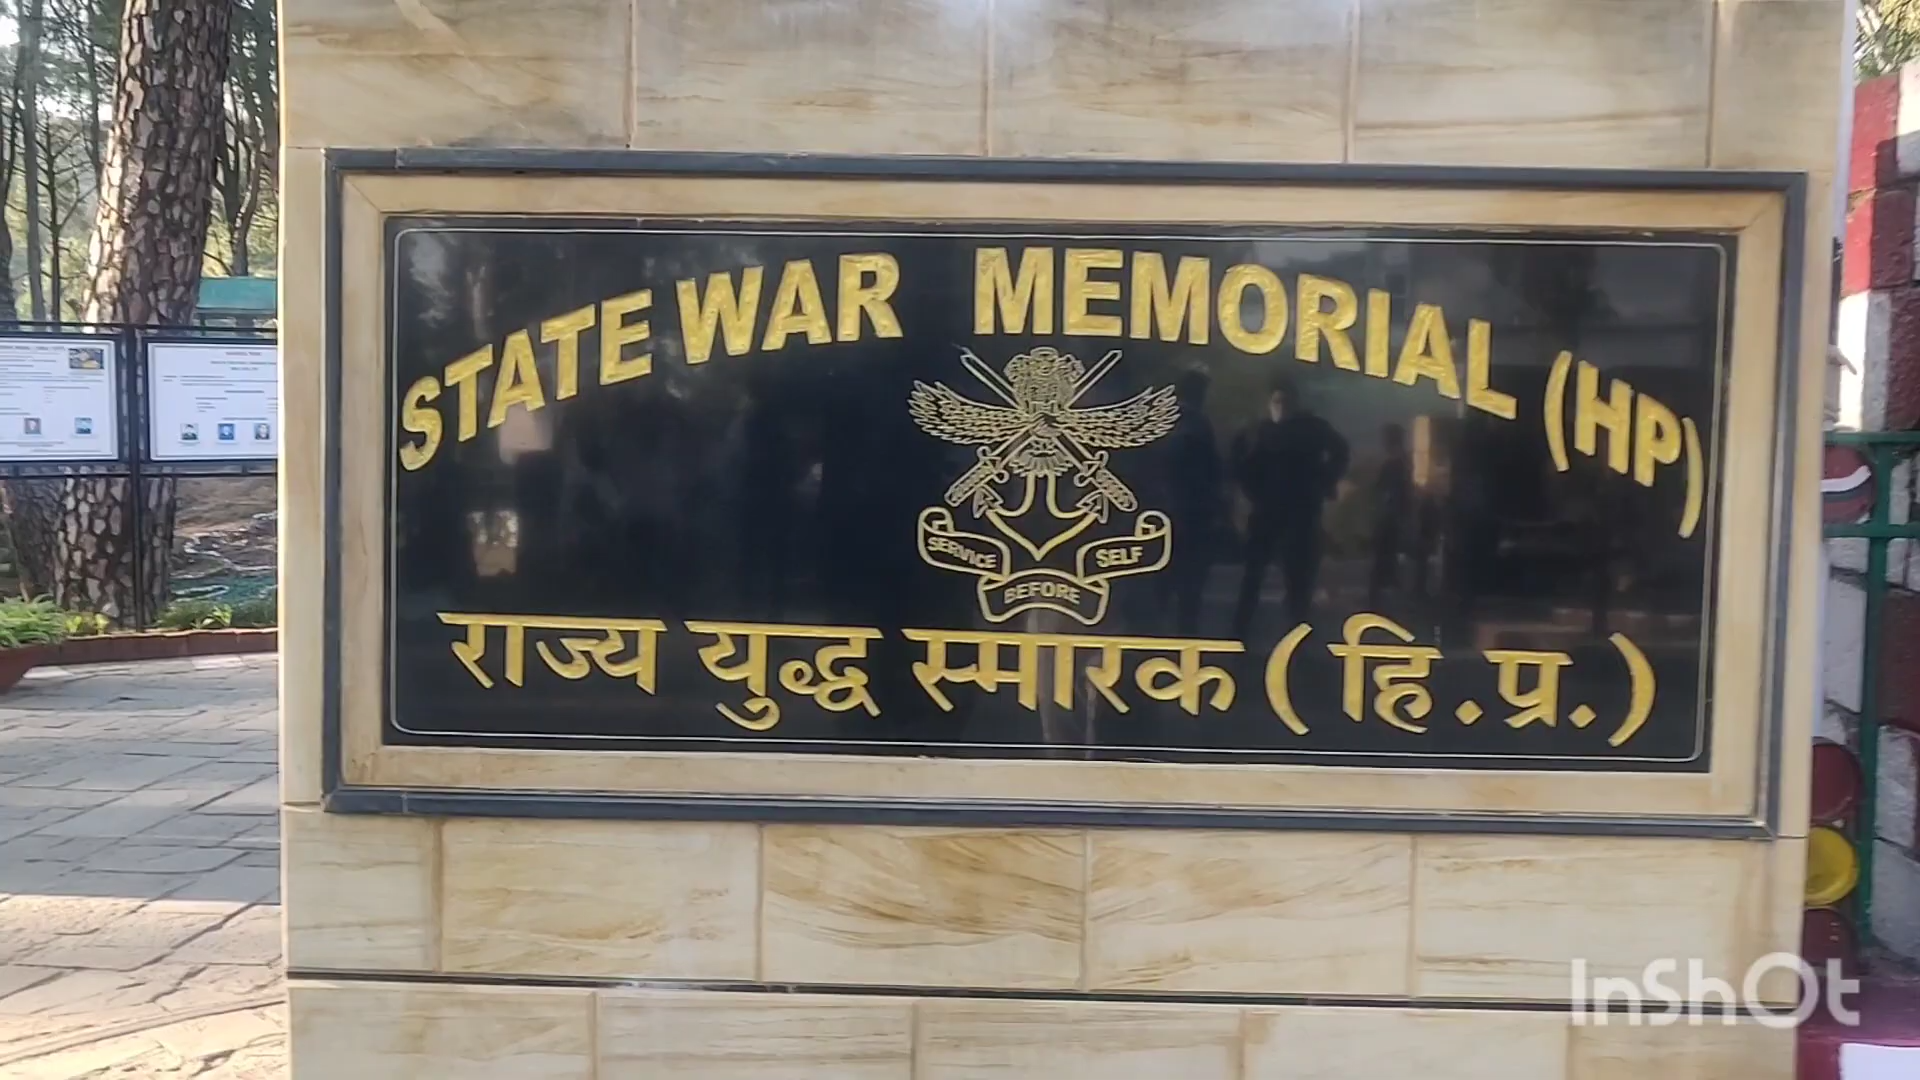 STATE WAR MEMORIAL (HP)
SERVICE BEFORE SELF
राज्य युद्ध स्मारक ( हि . प्र . )
InShOt